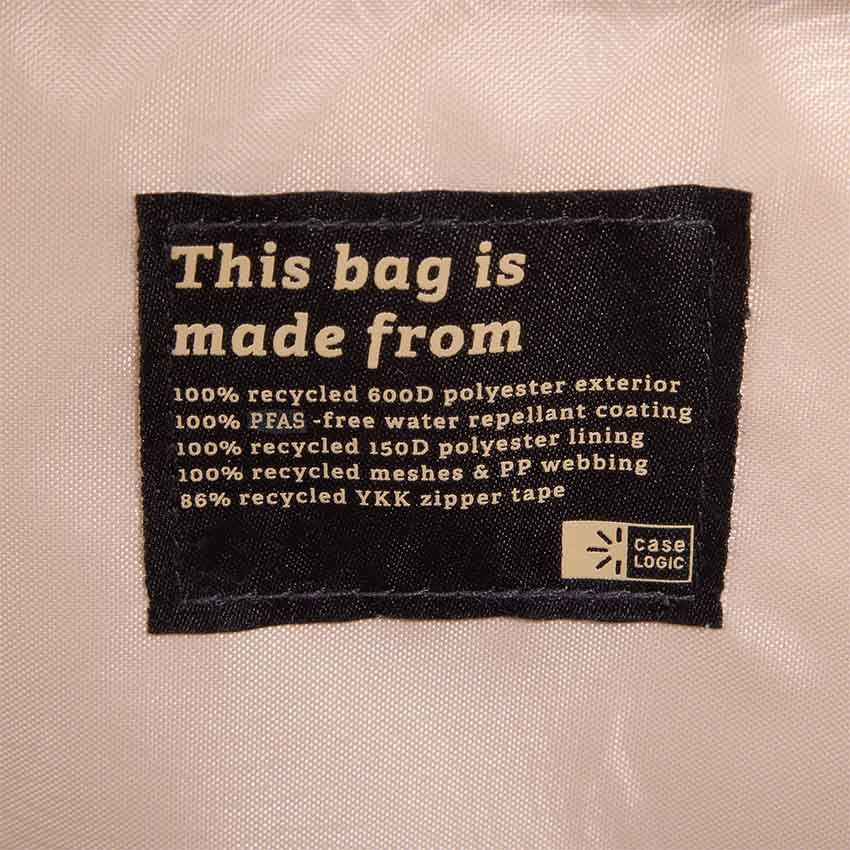 This bag is
made from
100% recycled 600D polyester exterior
100% PFAS -free water repellant coating
100% recycled 150D polyester lining
100% recycled meshes & PP webbing
86% recycled YKK zipper tape
case
LOGIC